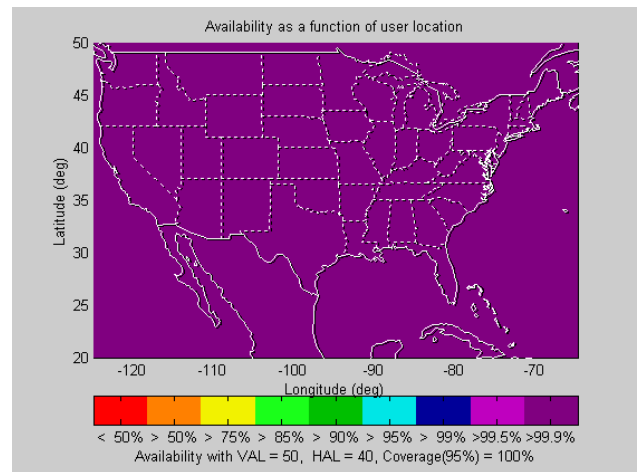 Availability as a function of user location
50
45
40
35
30
25
20
Latitude (deg)
-120 -110 -100 -90 -80 -70
Longitude (deg)
< 50% > 50% > 75% > 85% > 90% > 95% > 99% >99.5% >99.9%
Availability with VAL = 50, HAL = 40, Coverage(95%) = 100%